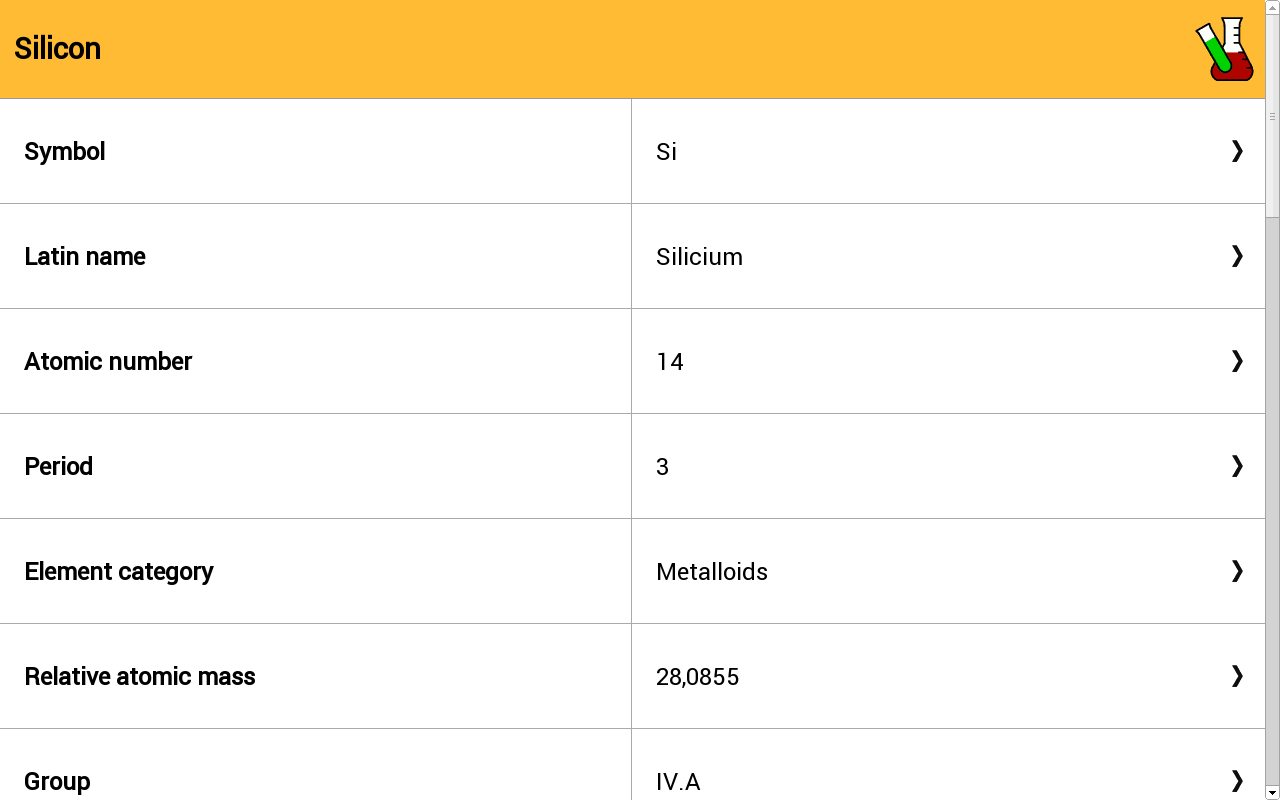 Silicon
Symbol Si ❯
Latin name Silicium ❯
Atomic number 14 ❯
Period 3 ❯
Element category Metalloids ❯
Relative atomic mass 28,0855 ❯
Group IV.A ❯